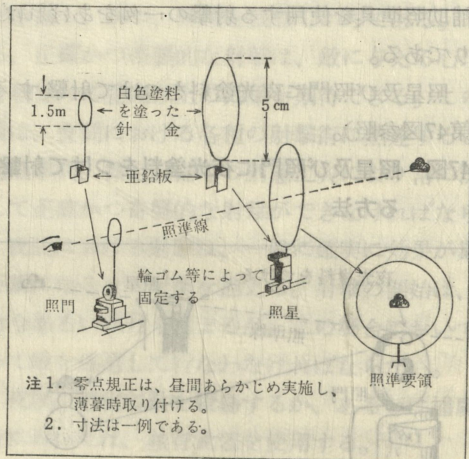 1.5m
白色塗料
を塗った
針金
5cm
亜鉛板
照準線
照門
輪ゴム等によって
固定する
照星
照準要領
注1. 零点規正は、昼間あらかじめ実施し、
薄暮時取り付ける。
2. 寸法は一例である。